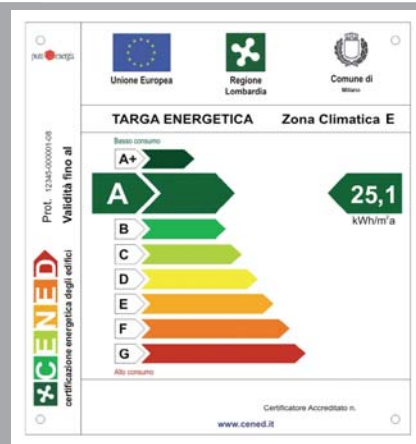 punti energia
Unione Europea
Regione
Lombardia
Comune di
Milano
TARGA ENERGETICA Zona Climatica E
Basso consumo
A+
A
25,1
kWh/m²a
B
C
D
E
F
G
Alto consumo
Certificatore Accreditato n.
www.cened.it
Prot. 12345-000001-08
Validità fino al
CENED
certificazione energetica degli edifici